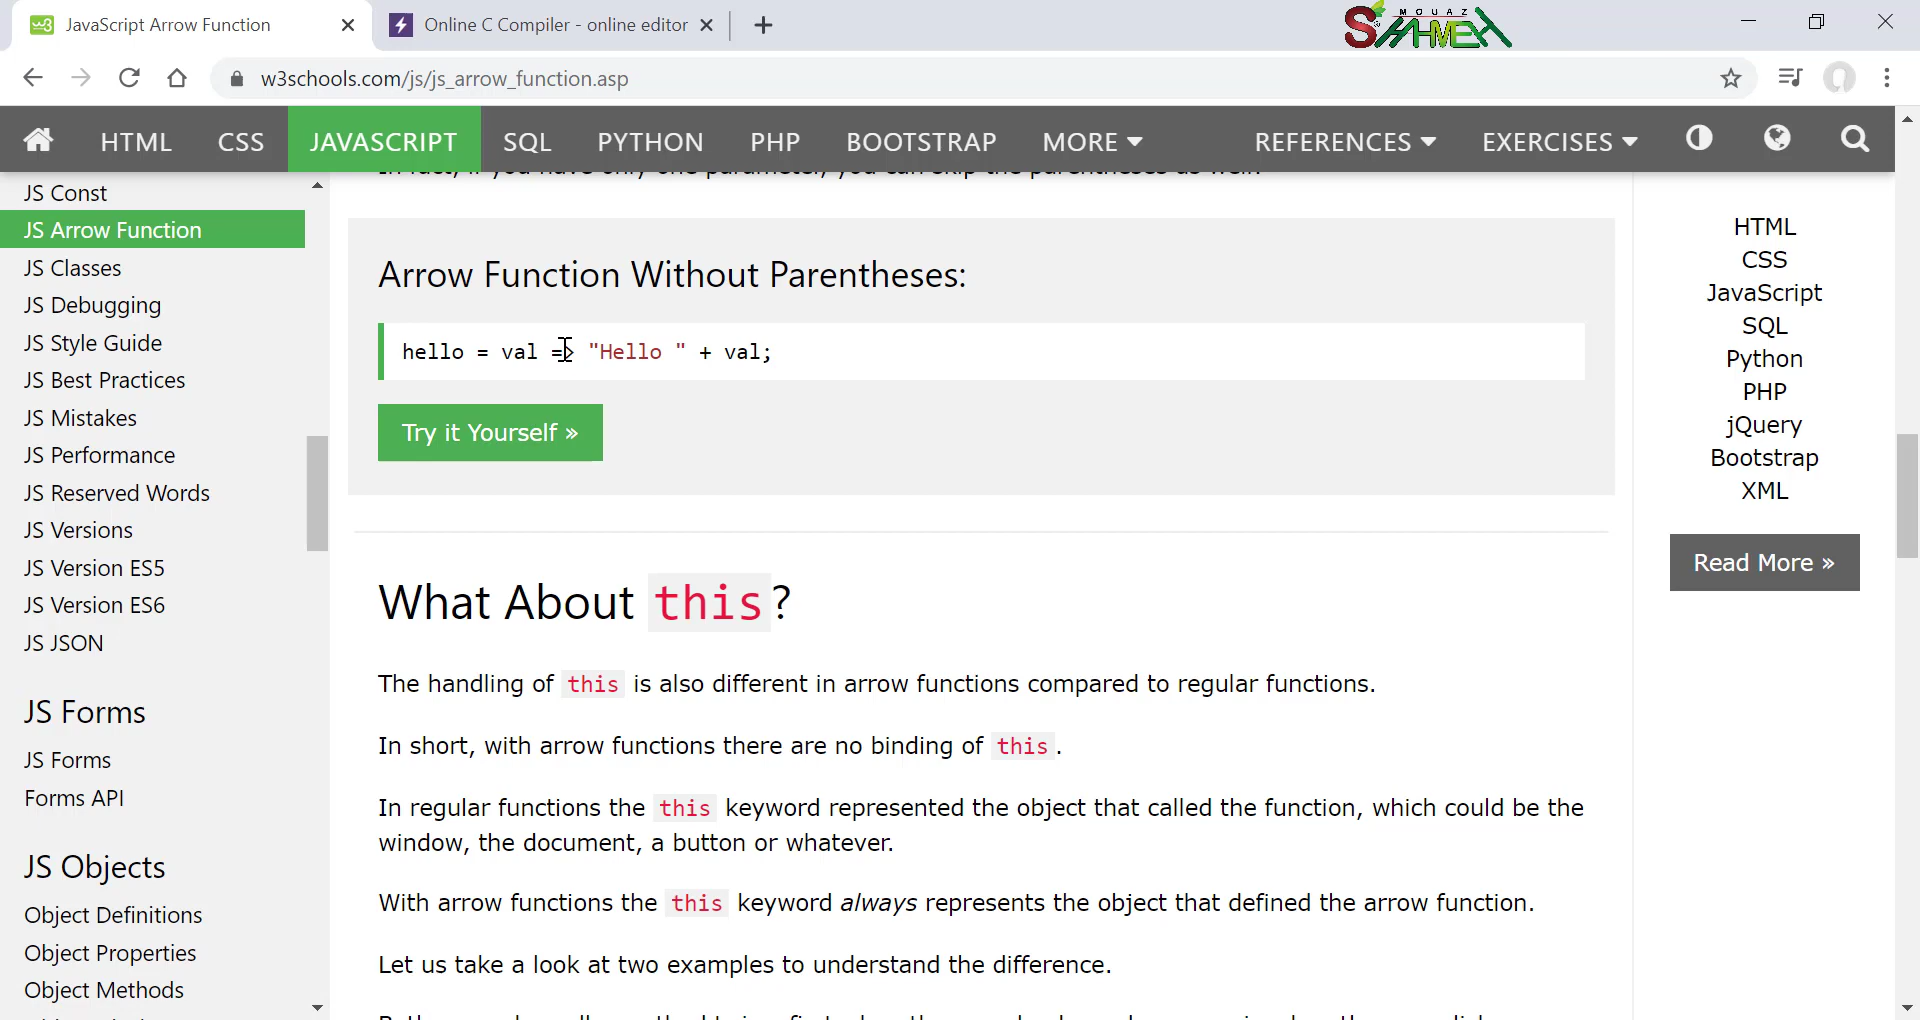 JavaScript Arrow Function
Online C Compiler - online editor
MOUAZ
SHAHMEH
w3schools.com/js/js_arrow_function.asp
HTML CSS JAVASCRIPT SQL PYTHON PHP BOOTSTRAP MORE REFERENCES EXERCISES
JS Const
JS Arrow Function
JS Classes
JS Debugging
JS Style Guide
JS Best Practices
JS Mistakes
JS Performance
JS Reserved Words
JS Versions
JS Version ES5
JS Version ES6
JS JSON
JS Forms
JS Forms
Forms API
JS Objects
Object Definitions
Object Properties
Object Methods
In fact, if you have only one parameter, you can skip the parentheses as well:
Arrow Function Without Parentheses:
hello = val => "Hello " + val;
Try it Yourself »
What About this?
The handling of this is also different in arrow functions compared to regular functions.
In short, with arrow functions there are no binding of this.
In regular functions the this keyword represented the object that called the function, which could be the
window, the document, a button or whatever.
With arrow functions the this keyword always represents the object that defined the arrow function.
Let us take a look at two examples to understand the difference.
HTML
CSS
JavaScript
SQL
Python
PHP
jQuery
Bootstrap
XML
Read More »